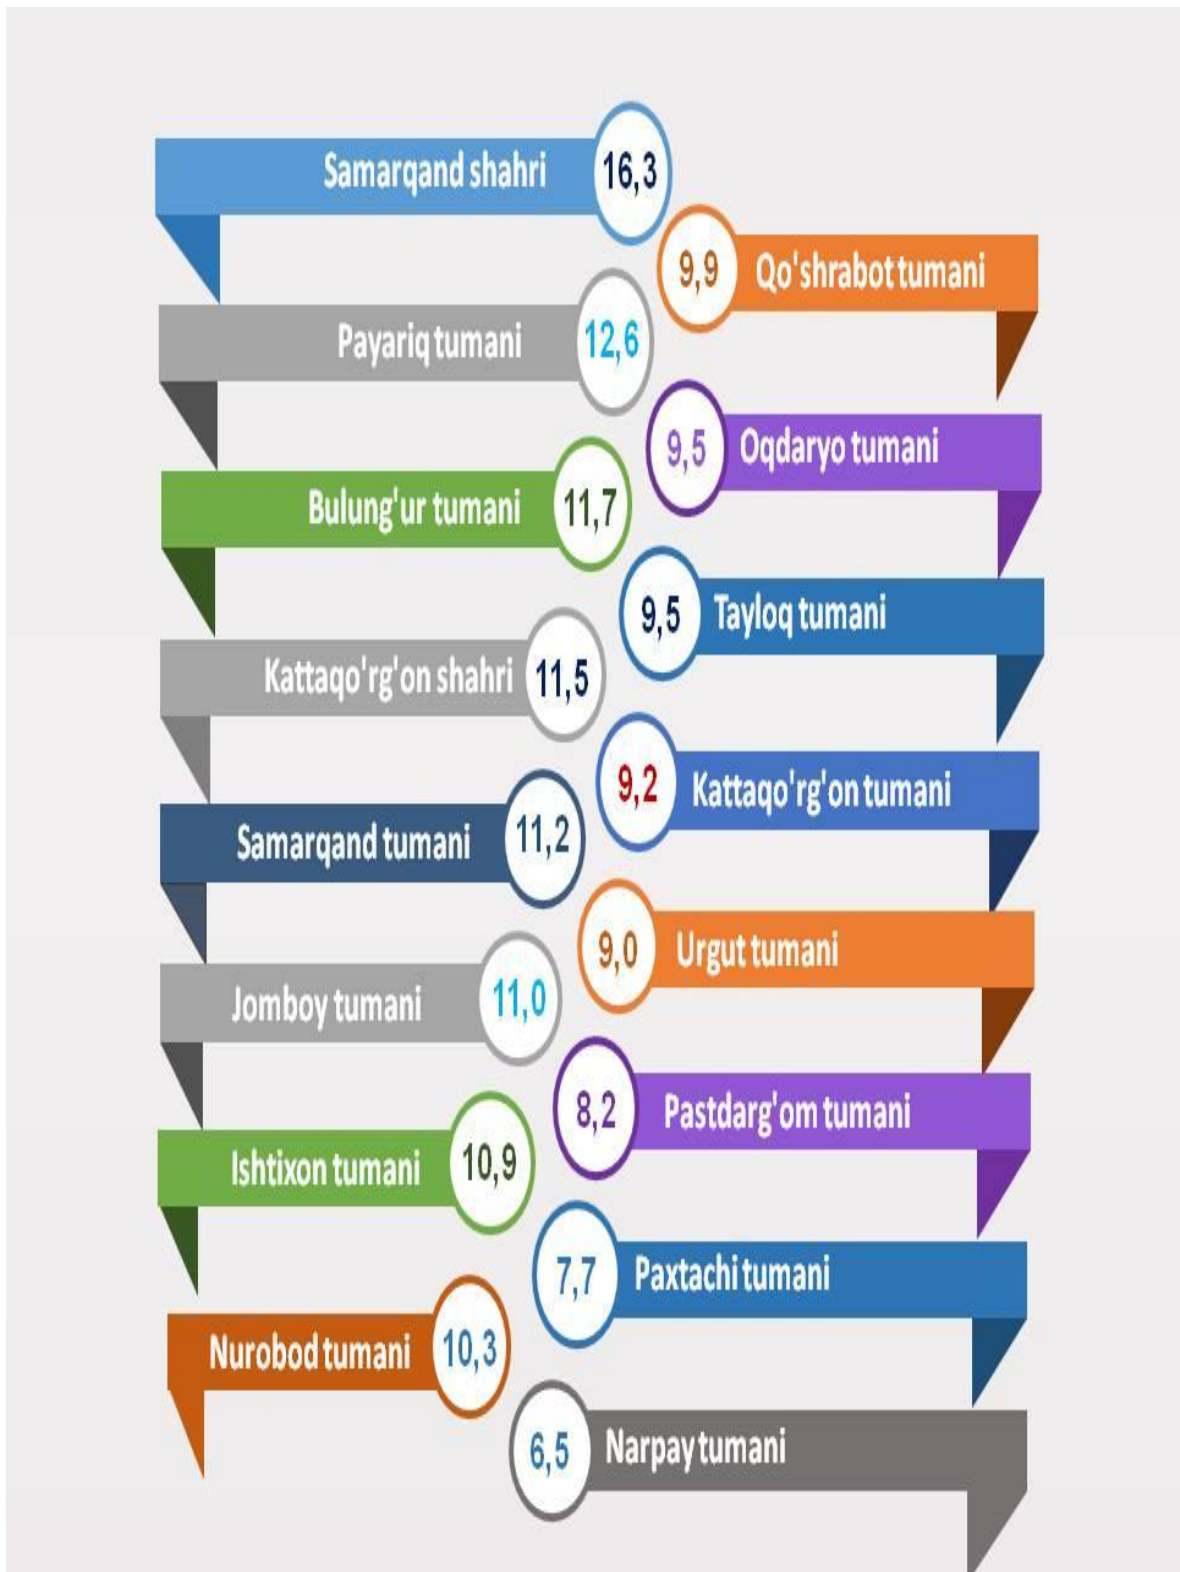 Samarqand shahri 16,3
9,9 Qo'shrabot tumani
Payariq tumani 12,6
9,5 Oqdaryo tumani
Bulung'ur tumani 11,7
9,5 Tayloq tumani
Kattaqo'rg'on shahri 11,5
9,2 Kattaqo'rg'on tumani
Samarqand tumani 11,2
9,0 Urgut tumani
Jomboy tumani 11,0
8,2 Pastdarg'om tumani
Ishtixon tumani 10,9
7,7 Paxtachi tumani
Nurobod tumani 10,3
6,5 Narpay tumani